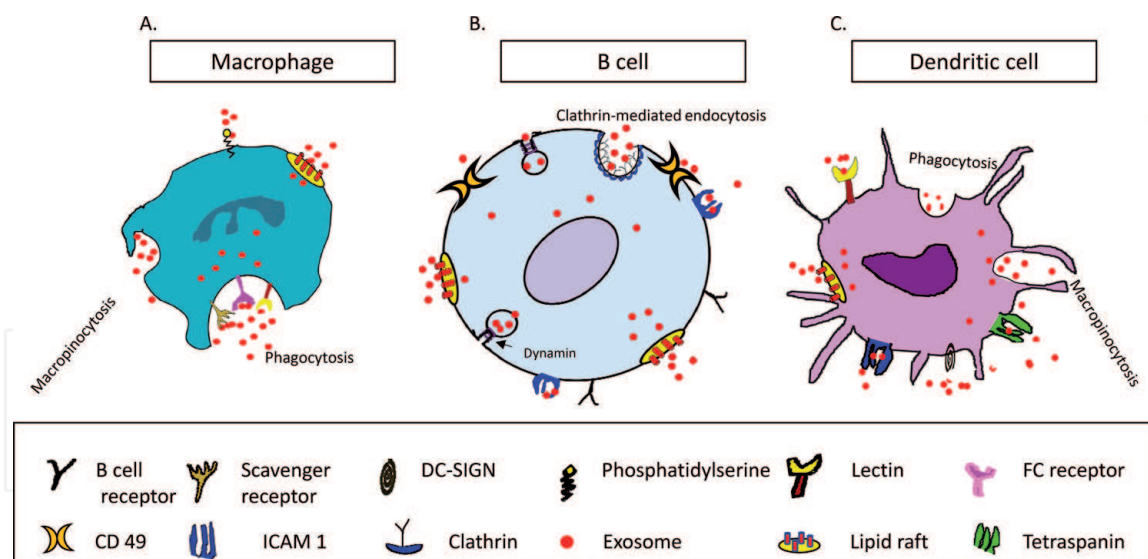 A.
Macrophage
Macropinocytosis
Phagocytosis
B.
B cell
Clathrin-mediated endocytosis
Dynamin
C.
Dendritic cell
Phagocytosis
Macropinocytosis
B cell
receptor
Scavenger
receptor
DC-SIGN
Phosphatidylserine
Lectin
FC receptor
CD 49
ICAM 1
Clathrin
Exosome
Lipid raft
Tetraspanin